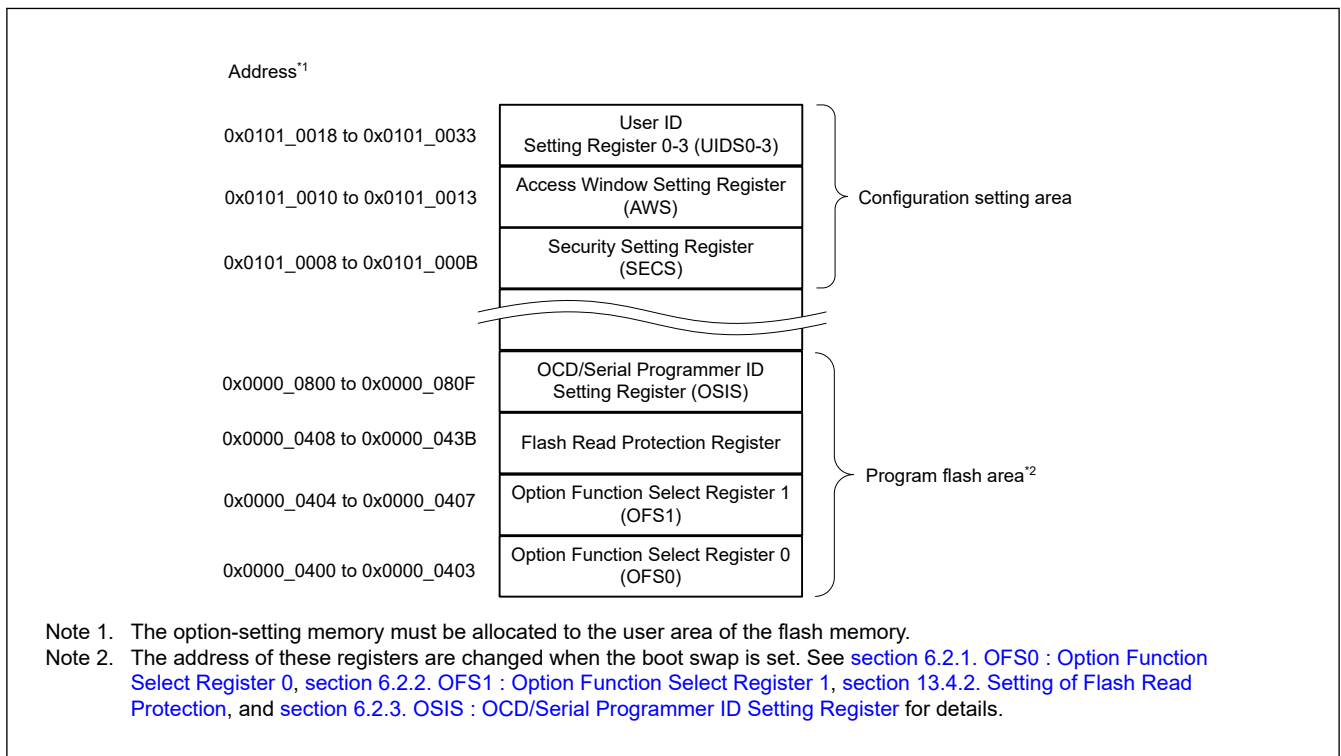 Address*1
0x0101_0018 to 0x0101_0033
User ID
Setting Register 0-3 (UIDS0-3)
0x0101_0010 to 0x0101_0013
Access Window Setting Register
(AWS)
Configuration setting area
0x0101_0008 to 0x0101_000B
Security Setting Register
(SECS)
0x0000_0800 to 0x0000_080F
OCD/Serial Programmer ID
Setting Register (OSIS)
0x0000_0408 to 0x0000_043B
Flash Read Protection Register
Program flash area*2
0x0000_0404 to 0x0000_0407
Option Function Select Register 1
(OFS1)
0x0000_0400 to 0x0000_0403
Option Function Select Register 0
(OFS0)
Note 1. The option-setting memory must be allocated to the user area of the flash memory.
Note 2. The address of these registers are changed when the boot swap is set. See section 6.2.1. OFS0 : Option Function
Select Register 0, section 6.2.2. OFS1 : Option Function Select Register 1, section 13.4.2. Setting of Flash Read
Protection, and section 6.2.3. OSIS : OCD/Serial Programmer ID Setting Register for details.